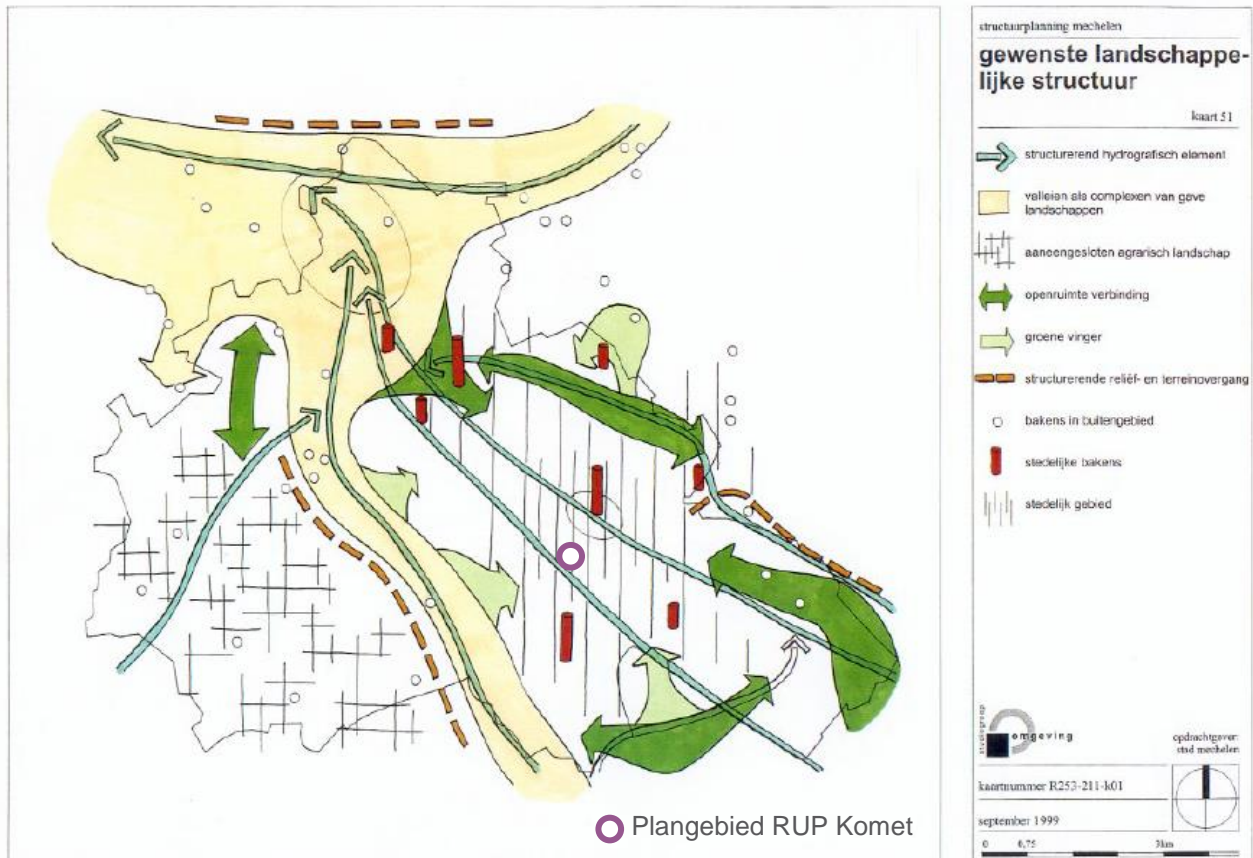 structuurplanning mechelen
gewenste landschappe-
lijke structuur
kaart 51
structurerend hydrografisch element
valleien als complexen van gave
landschappen
aaneengesloten agrarisch landschap
openruimte verbinding
groene vinger
structurerende reliëf- en terreinovergang
bakens in buitengebied
stedelijke bakens
stedelijk gebied
studiegroep
omgeving
opdrachtgever:
stad mechelen
kaartnummer R253-211-k01
september 1999
0 0,75 3km
Plangebied RUP Komet